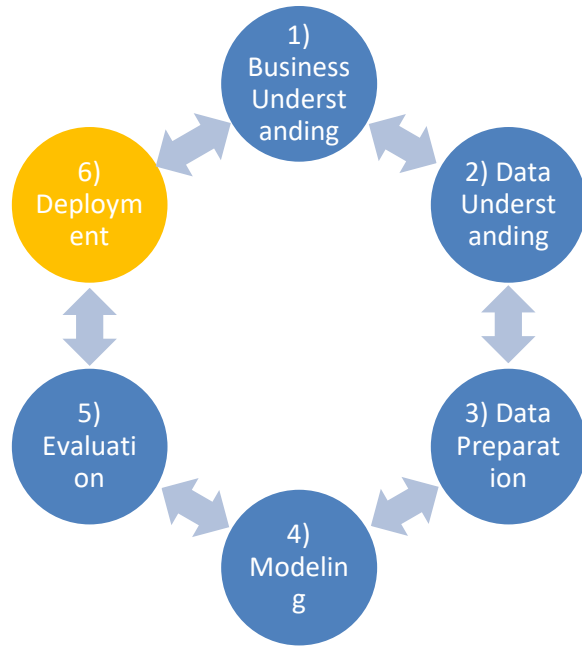 1)
Business
Underst
anding
2) Data
Underst
anding
3) Data
Preparat
ion
4)
Modelin
g
5)
Evaluati
on
6)
Deploym
ent